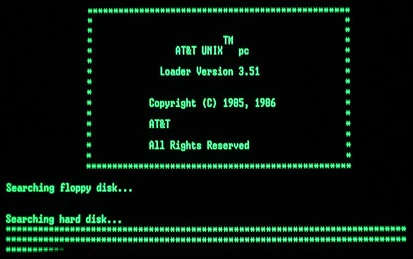 TM
AT&T UNIX pc
Loader Version 3.51
Copyright (C) 1985, 1986
AT&T
All Rights Reserved
Searching floppy disk...
Searching hard disk...